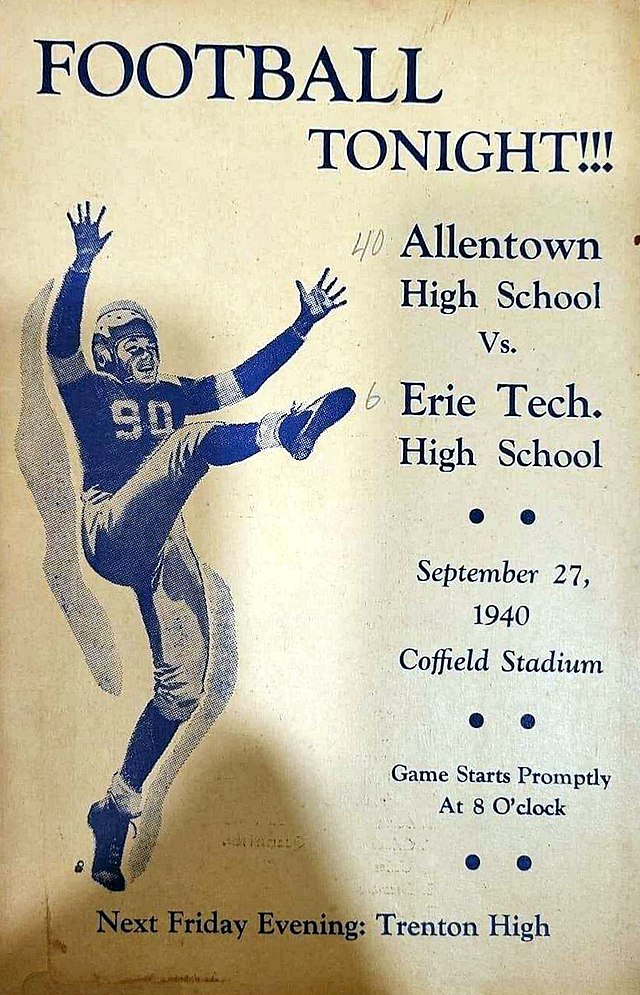 FOOTBALL
TONIGHT!!!
40 Allentown
High School
Vs.
6 Erie Tech.
High School
September 27,
1940
Coffield Stadium
Game Starts Promptly
At 8 O'clock
Next Friday Evening: Trenton High
90